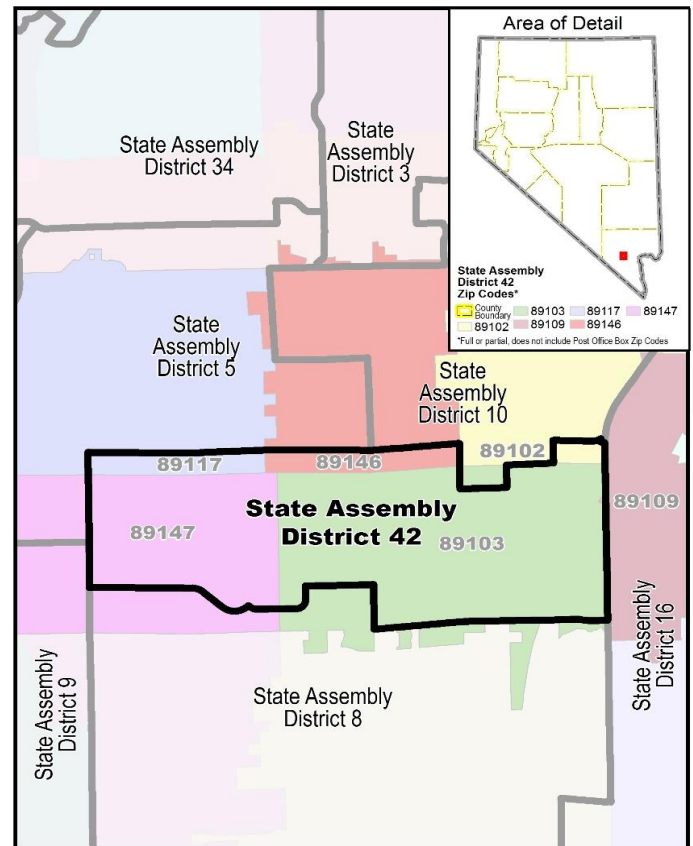 Area of Detail
State Assembly
District 42
Zip Codes*
County
Boundary
89102
89103
89109
89117
89146
89147
*Full or partial, does not include Post Office Box Zip Codes
State Assembly
District 34
State
Assembly
District 3
State
Assembly
District 5
State
Assembly
District 10
89117
89146
89102
89109
State Assembly
District 42
89147
89103
State Assembly
District 16
State Assembly
District 9
State Assembly
District 8